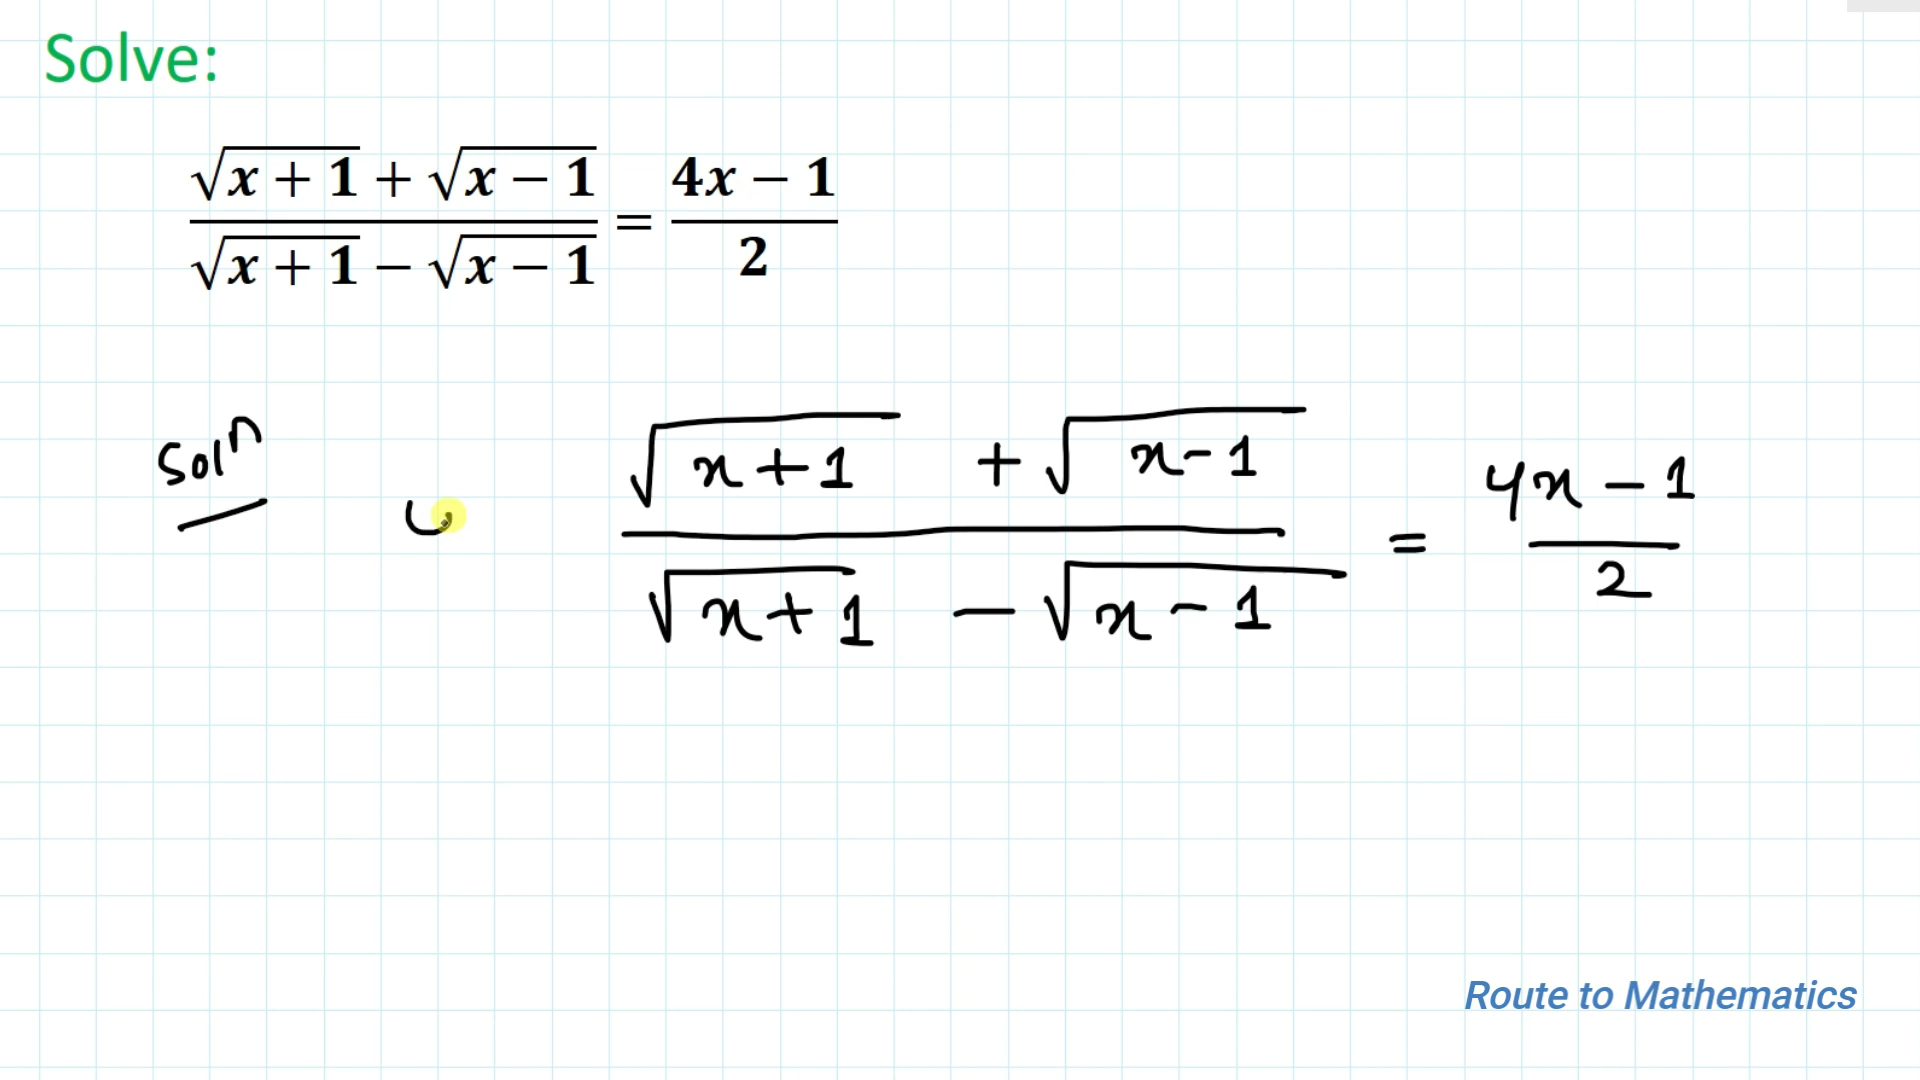 Solve:
√(x + 1) + √(x − 1) / √(x + 1) − √(x − 1) = 4x − 1 / 2
Solⁿ
√(x+1) + √(x-1) / √(x+1) - √(x-1) = 4x - 1 / 2
Route to Mathematics